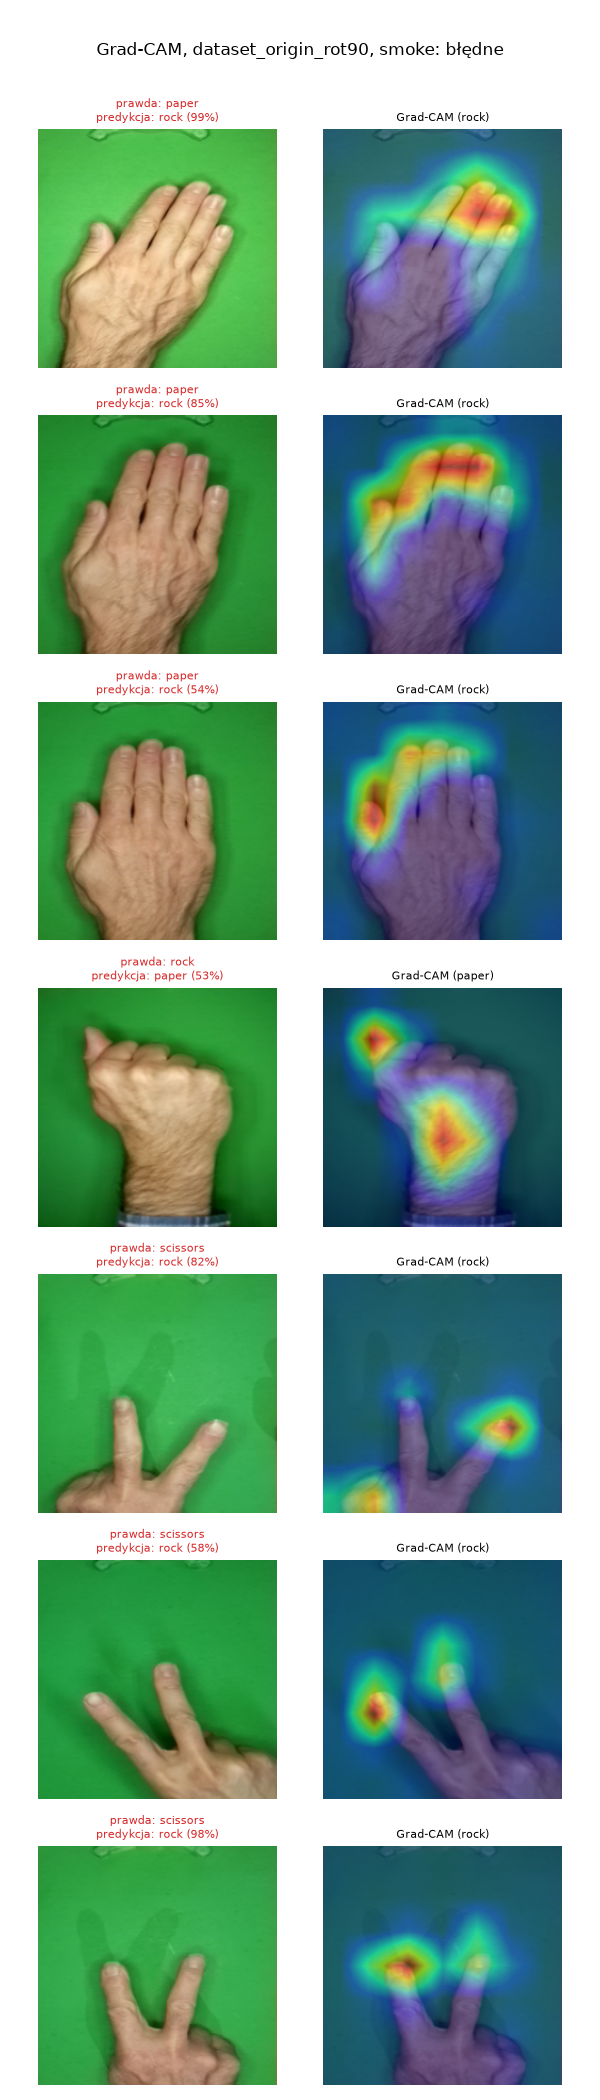 Grad-CAM, dataset_origin_rot90, smoke: błędne
prawda: paper
predykcja: rock (99%)
Grad-CAM (rock)
prawda: paper
predykcja: rock (85%)
Grad-CAM (rock)
prawda: paper
predykcja: rock (54%)
Grad-CAM (rock)
prawda: rock
predykcja: paper (53%)
Grad-CAM (paper)
prawda: scissors
predykcja: rock (82%)
Grad-CAM (rock)
prawda: scissors
predykcja: rock (58%)
Grad-CAM (rock)
prawda: scissors
predykcja: rock (98%)
Grad-CAM (rock)